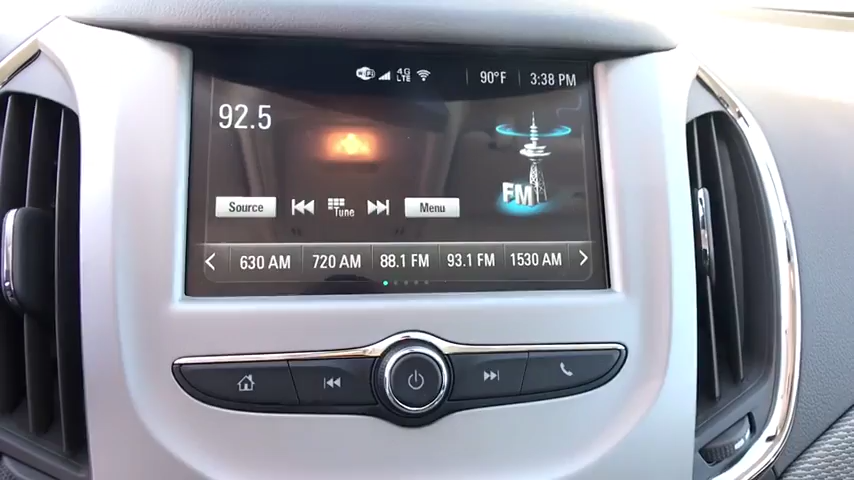 4G LTE 90°F 3:38 PM
92.5
FM
Source Tune Menu
630 AM 720 AM 88.1 FM 93.1 FM 1530 AM